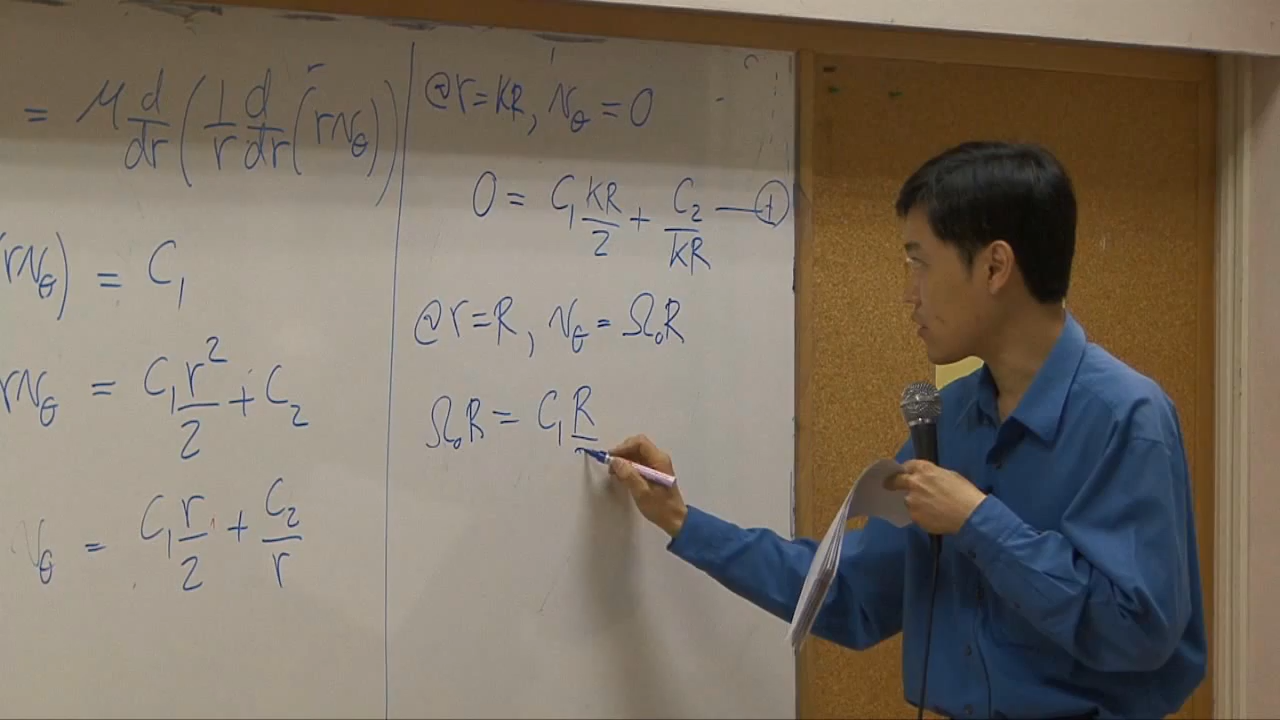 = μ d/dr ( 1/r d/dr ( rv_θ ) )
rv_θ ) = C₁
rv_θ = C₁ r²/2 + C₂
v_θ = C₁ r/2 + C₂/r
@ r = KR, v_θ = 0
0 = C₁ KR/2 + C₂/KR — ①
@ r = R, v_θ = Ω₀R
Ω₀R = C₁ R